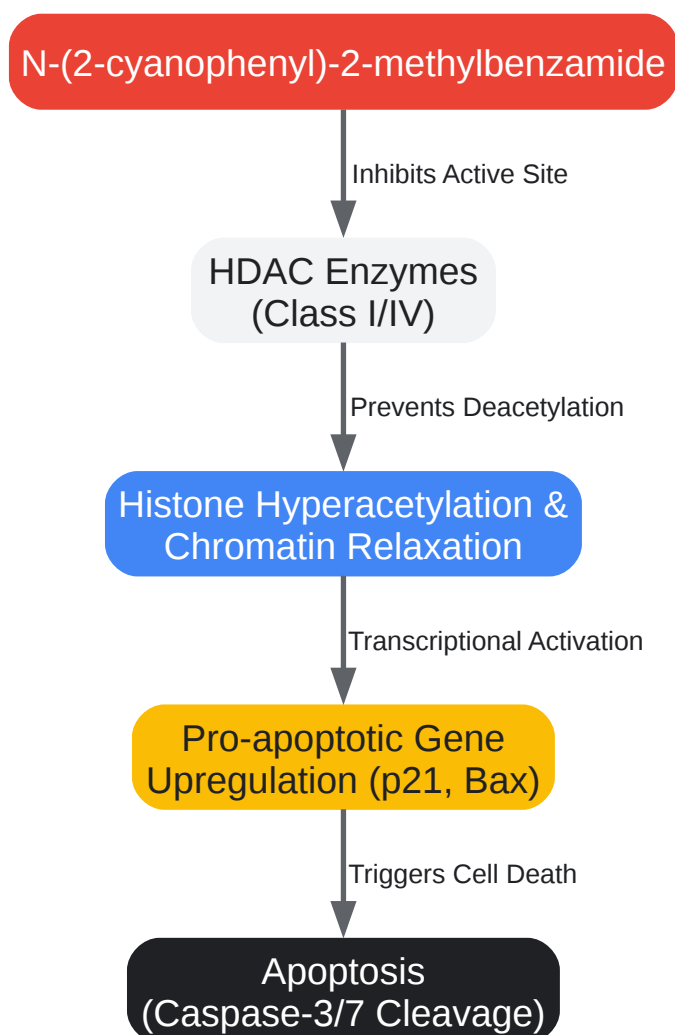 N-(2-cyanophenyl)-2-methylbenzamide
Inhibits Active Site
HDAC Enzymes
(Class I/IV)
Prevents Deacetylation
Histone Hyperacetylation &
Chromatin Relaxation
Transcriptional Activation
Pro-apoptotic Gene
Upregulation (p21, Bax)
Triggers Cell Death
Apoptosis
(Caspase-3/7 Cleavage)